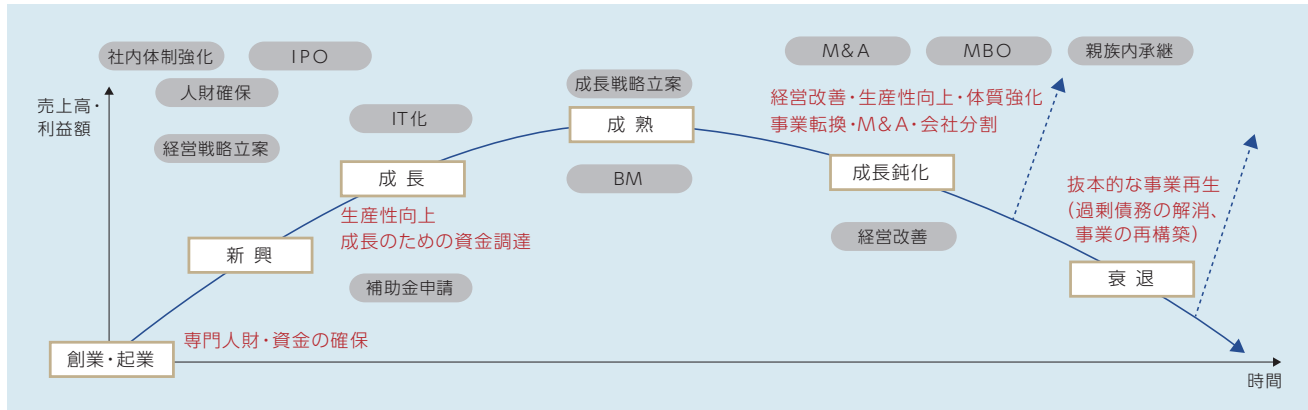 社内体制強化
IPO
人財確保
経営戦略立案
売上高・
利益額
IT化
成長戦略立案
成熟
BM
成長
生産性向上
成長のための資金調達
補助金申請
新興
創業・起業
専門人財・資金の確保
M&A
MBO
親族内承継
経営改善・生産性向上・体質強化
事業転換・M&A・会社分割
成長鈍化
経営改善
抜本的な事業再生
（過剰債務の解消、
事業の再構築）
衰退
時間